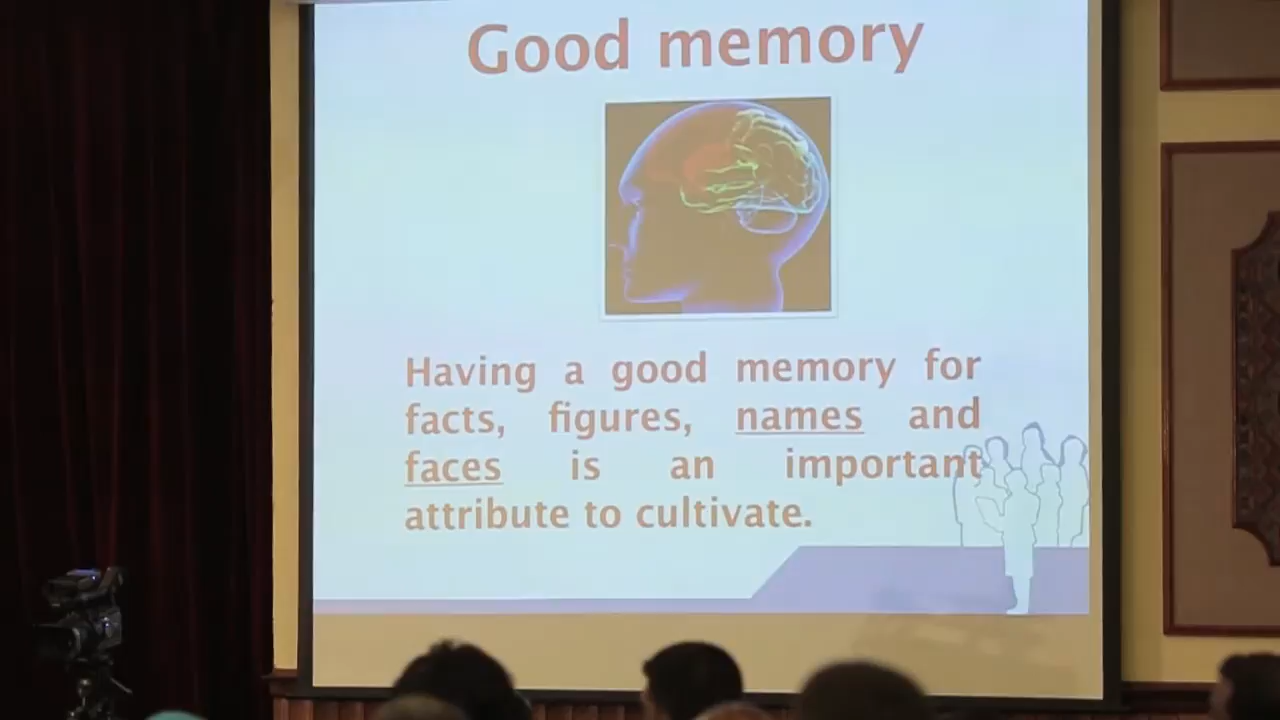 Good memory
Having a good memory for
facts, figures, names and
faces is an important
attribute to cultivate.